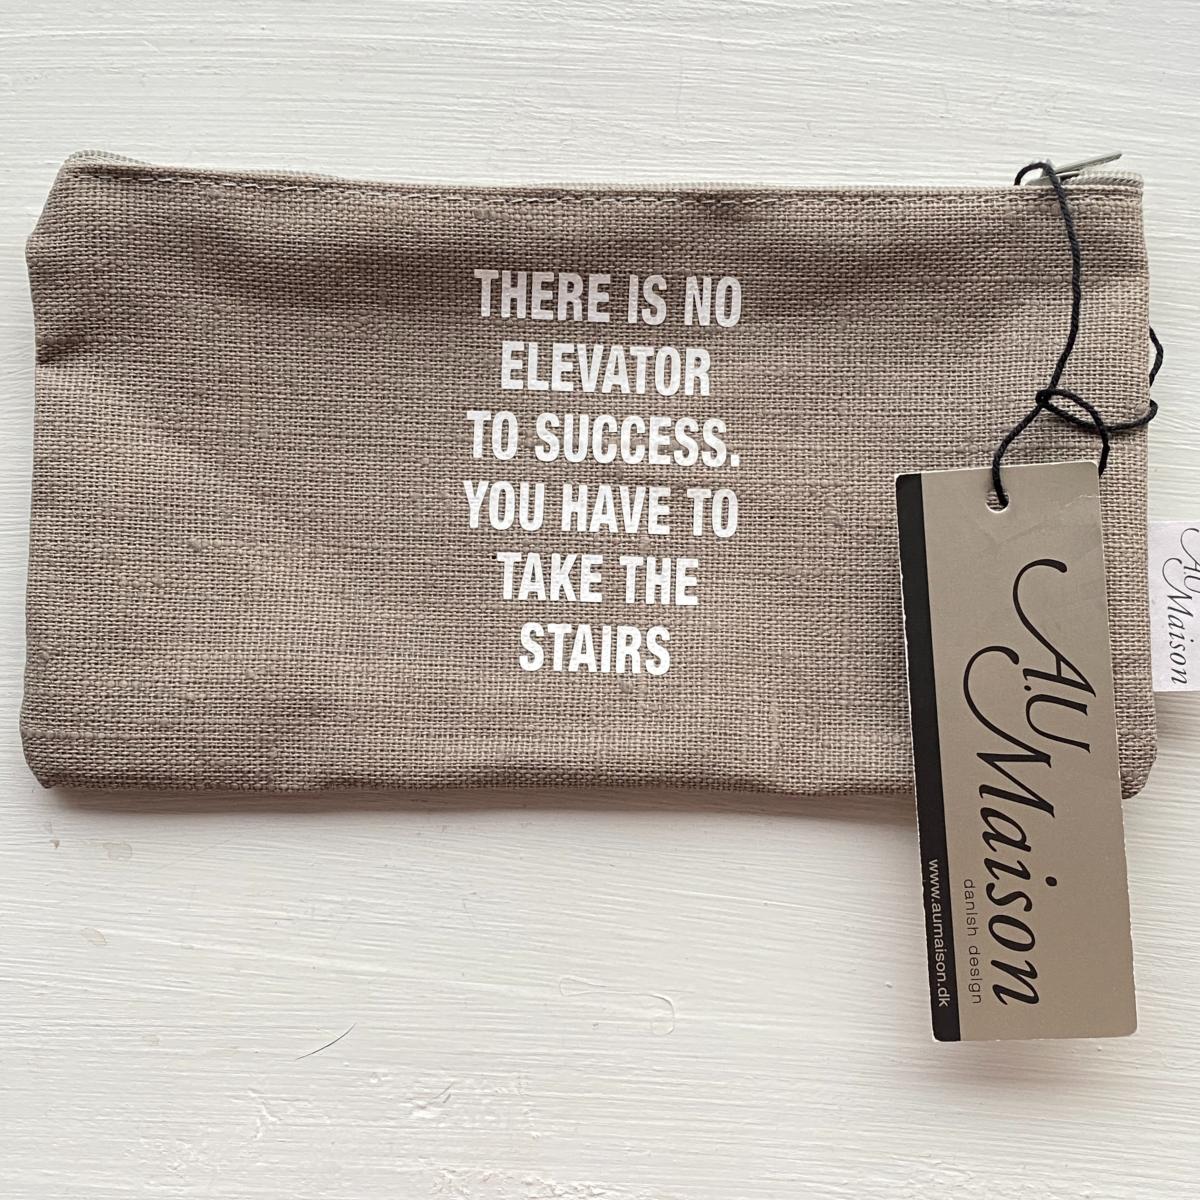 THERE IS NO
ELEVATOR
TO SUCCESS.
YOU HAVE TO
TAKE THE
STAIRS
A.U
Maison
danish design
www.aumaison.dk
AU
Maison